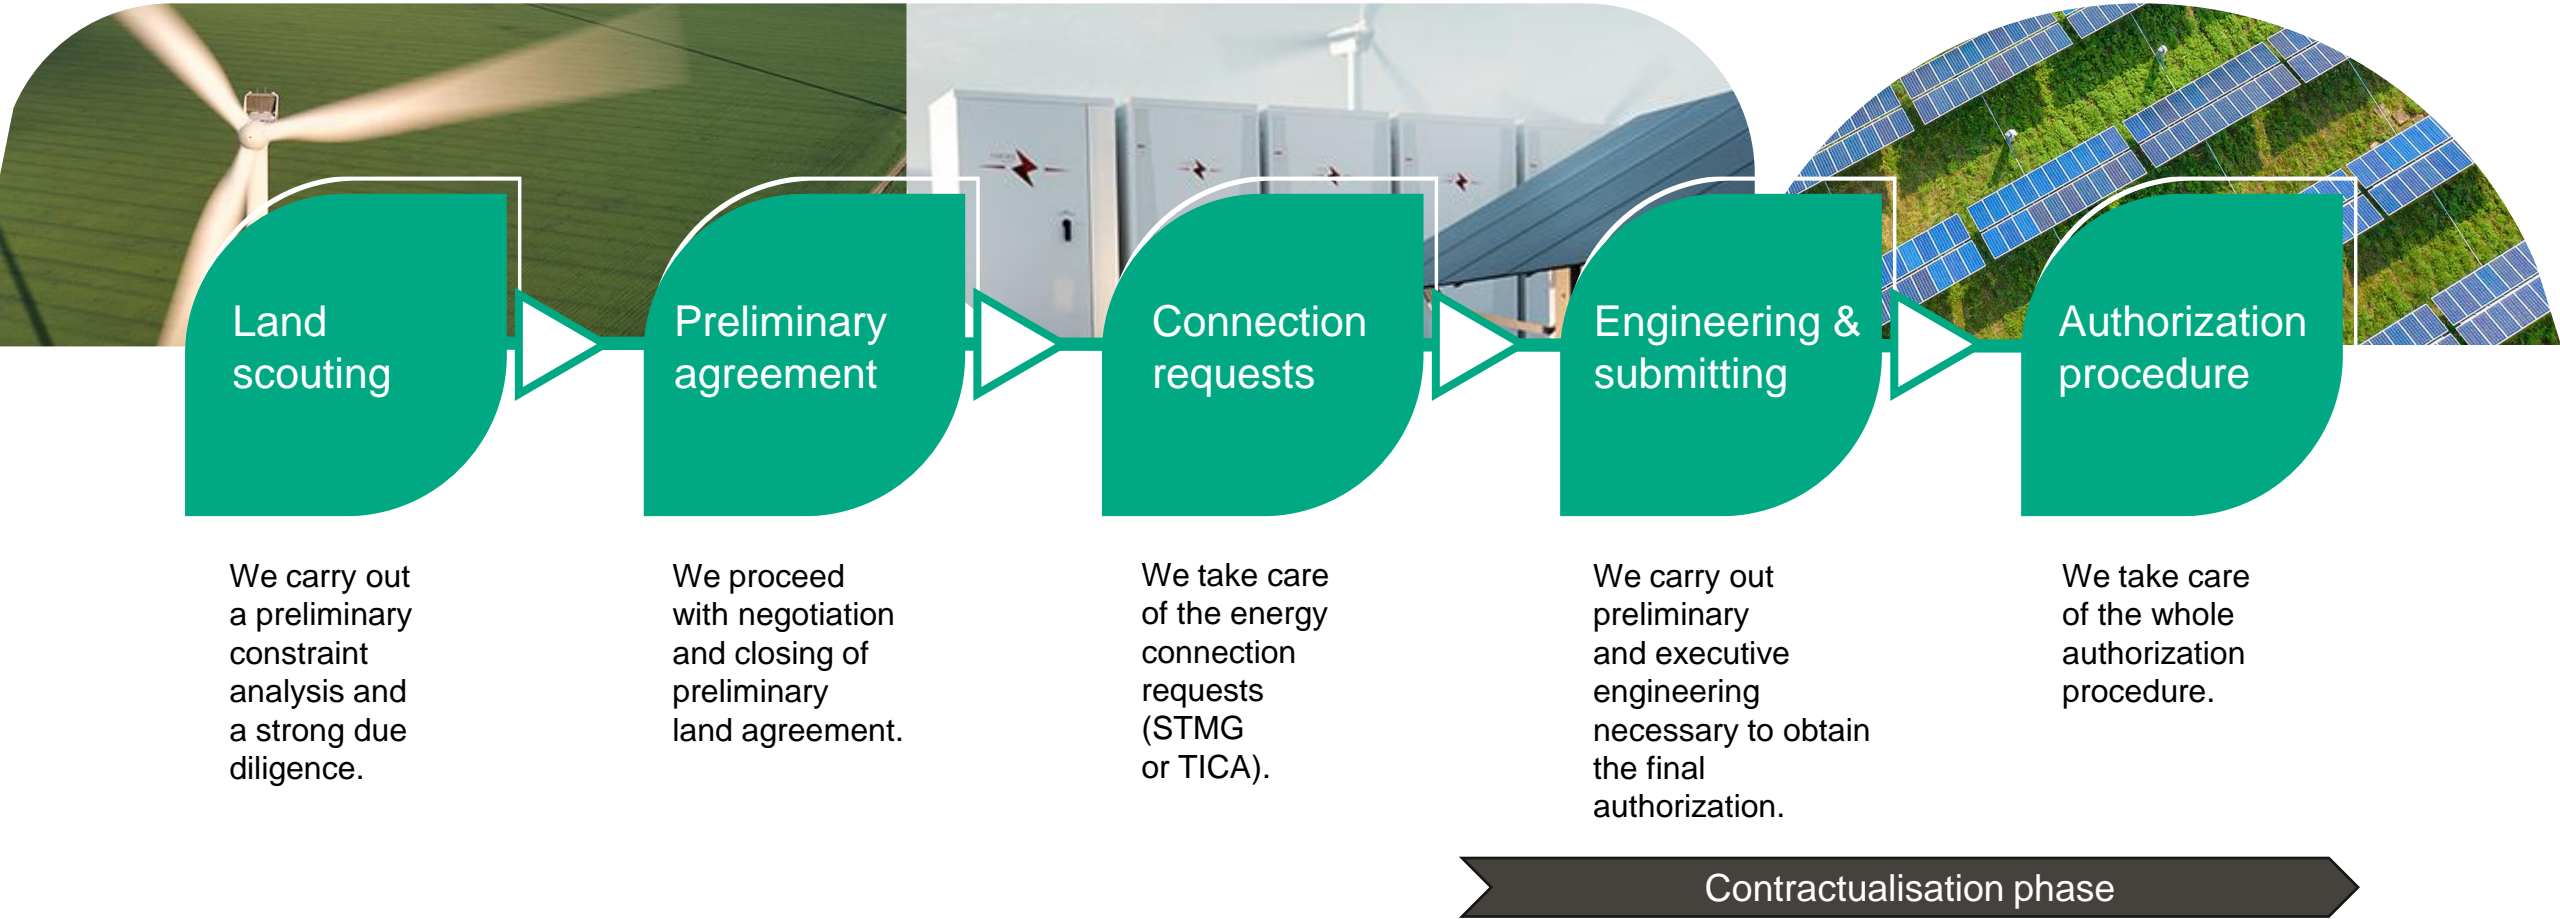 Land
scouting
Preliminary
agreement
Connection
requests
Engineering &
submitting
Authorization
procedure
We carry out
a preliminary
constraint
analysis and
a strong due
diligence.
We proceed
with negotiation
and closing of
preliminary
land agreement.
We take care
of the energy
connection
requests
(STMG
or TICA).
We carry out
preliminary
and executive
engineering
necessary to obtain
the final
authorization.
We take care
of the whole
authorization
procedure.
Contractualisation phase